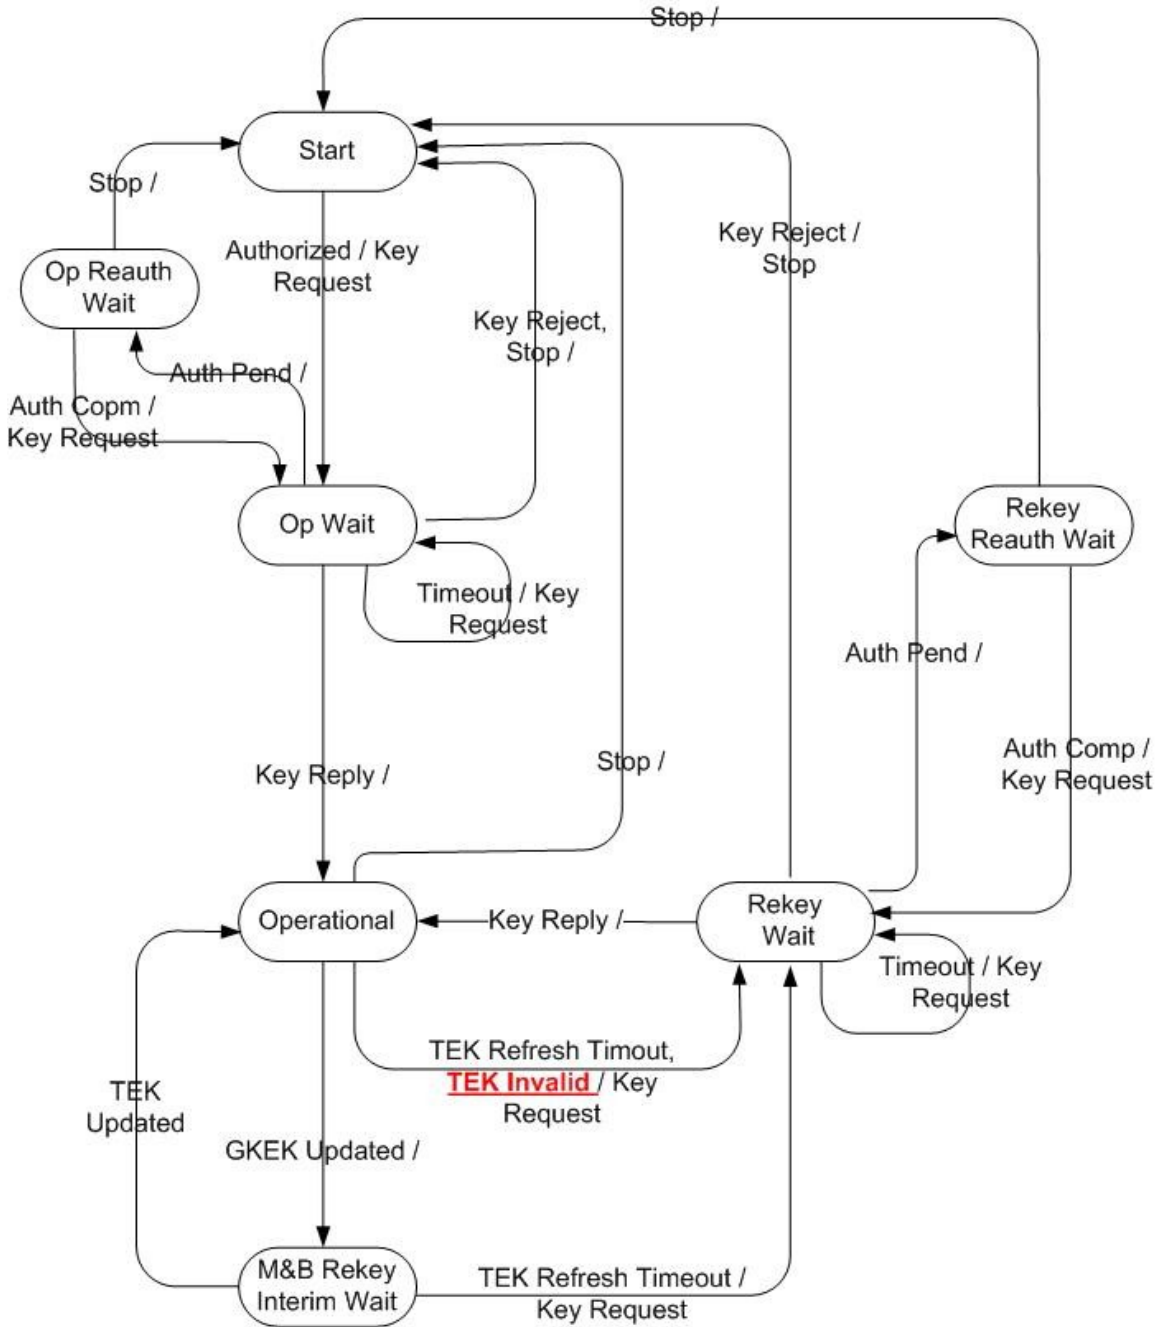 Stop /
Start
Stop /
Authorized / Key
Request
Key Reject /
Stop
Op Reauth
Wait
Key Reject,
Stop /
Auth Pend /
Auth Copm /
Key Request
Op Wait
Rekey
Reauth Wait
Timeout / Key
Request
Auth Pend /
Auth Comp /
Key Request
Key Reply /
Stop /
Operational
Key Reply /
Rekey
Wait
Timeout / Key
Request
TEK Refresh Timout,
TEK Invalid / Key
Request
TEK
Updated
GKEK Updated /
M&B Rekey
Interim Wait
TEK Refresh Timeout /
Key Request